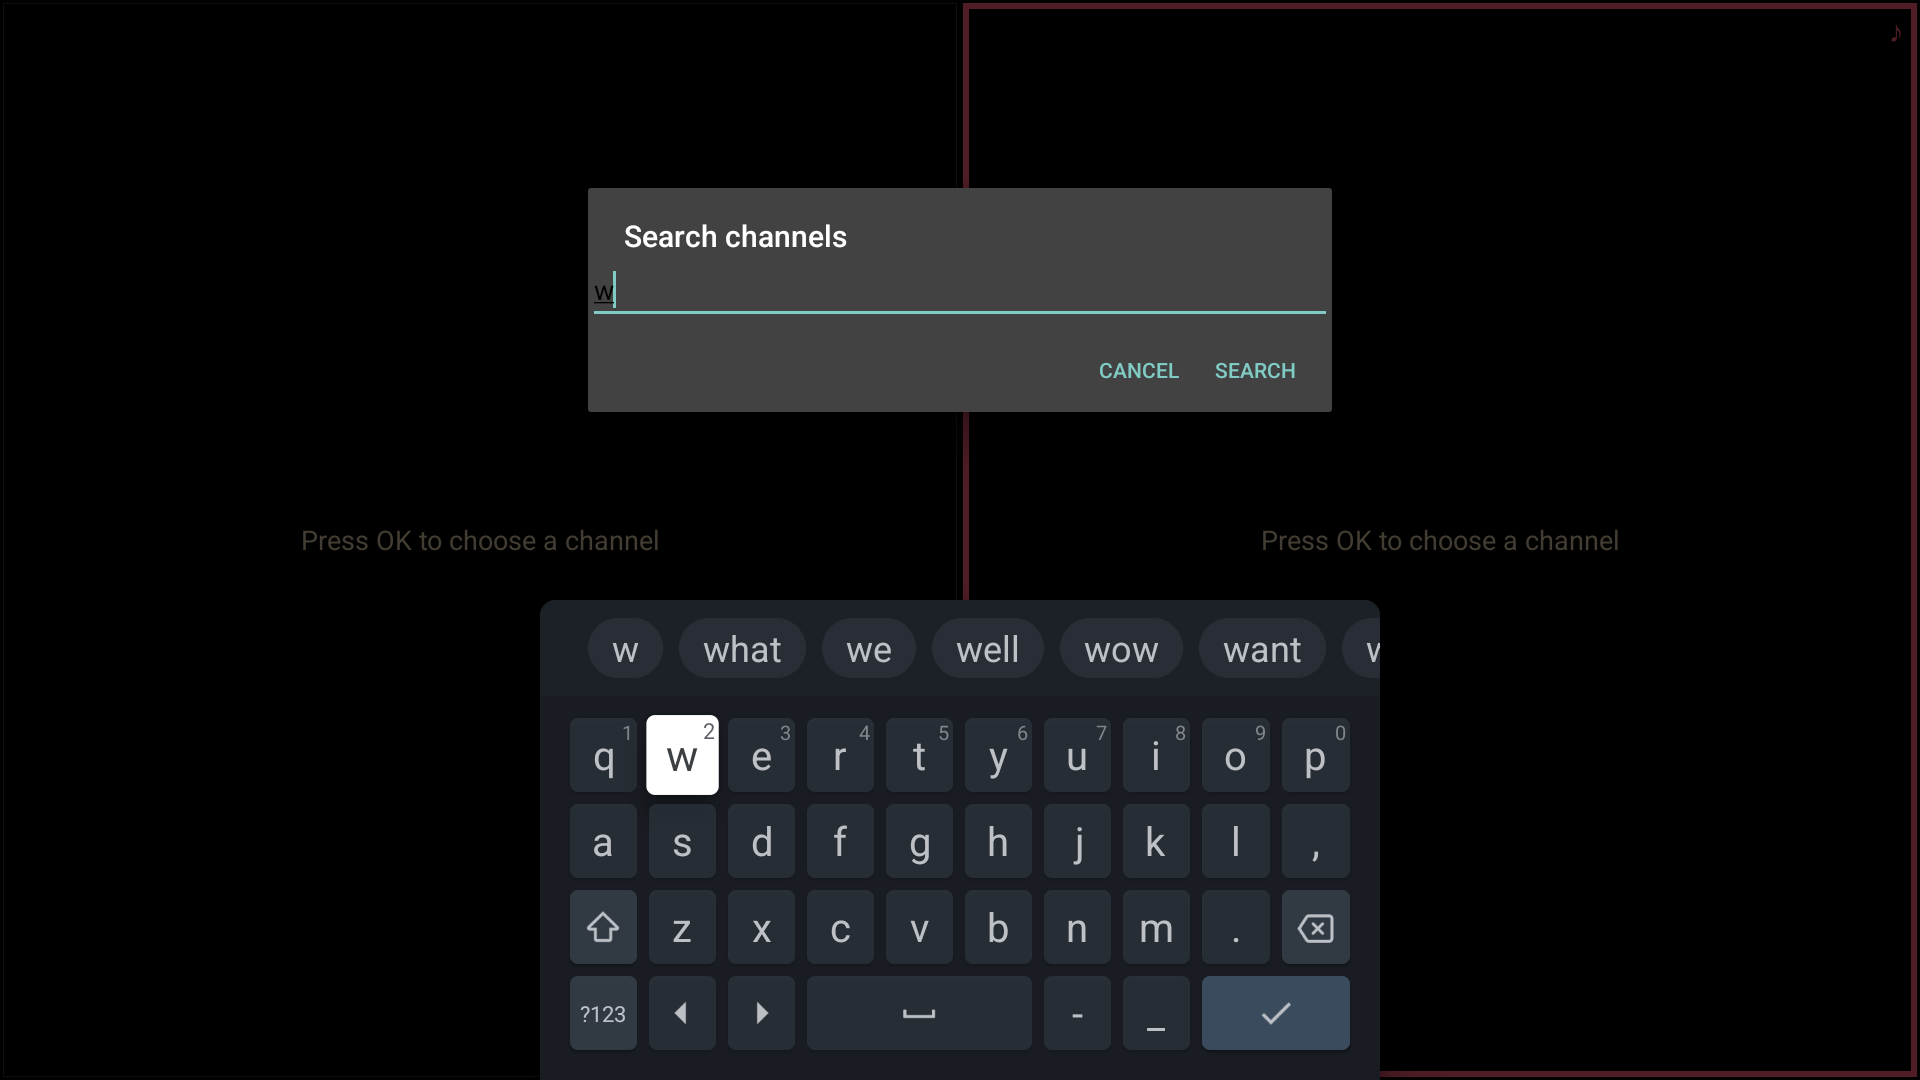 ♪
Search channels
w
CANCEL SEARCH
Press OK to choose a channel Press OK to choose a channel
w what we well wow want
q 1 w 2 e 3 r 4 t 5 y 6 u 7 i 8 o 9 p 0
a s d f g h j k l ,
z x c v b n m .
?123 - _